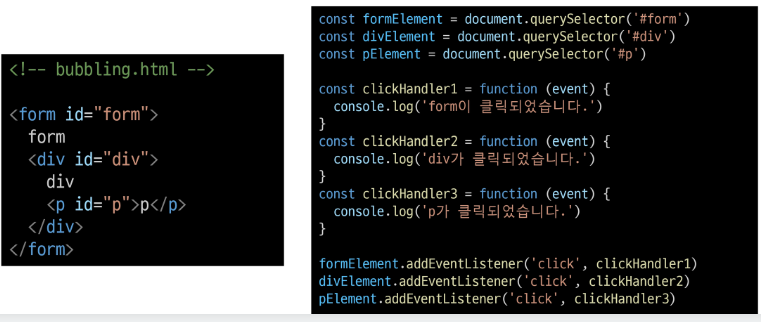 <!-- bubbling.html -->
<form id="form">
  form
  <div id="div">
    div
    <p id="p">p</p>
  </div>
</form>
const formElement = document.querySelector('#form')
const divElement = document.querySelector('#div')
const pElement = document.querySelector('#p')
const clickHandler1 = function (event) {
  console.log('form이 클릭되었습니다.')
}
const clickHandler2 = function (event) {
  console.log('div가 클릭되었습니다.')
}
const clickHandler3 = function (event) {
  console.log('p가 클릭되었습니다.')
}
formElement.addEventListener('click', clickHandler1)
divElement.addEventListener('click', clickHandler2)
pElement.addEventListener('click', clickHandler3)